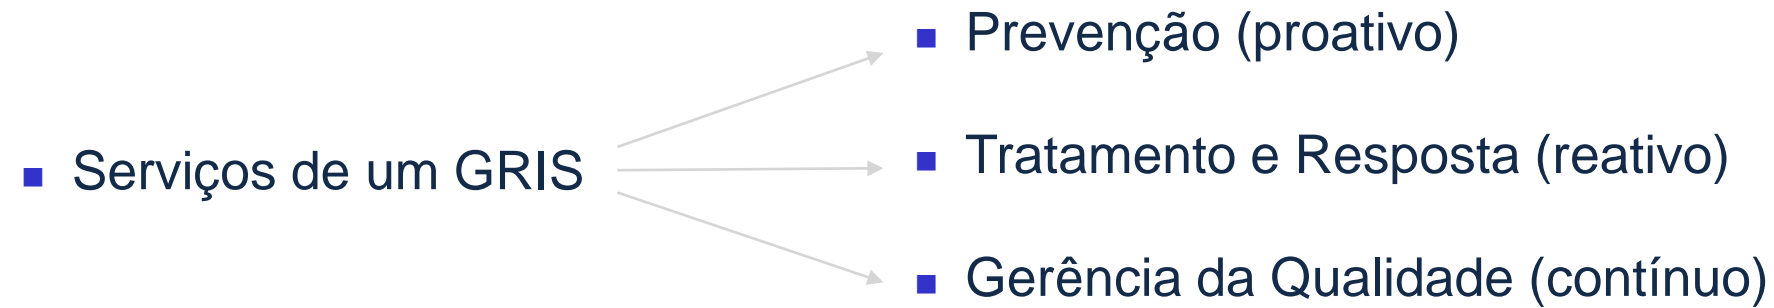 Serviços de um GRIS
Prevenção (proativo)
Tratamento e Resposta (reativo)
Gerência da Qualidade (contínuo)